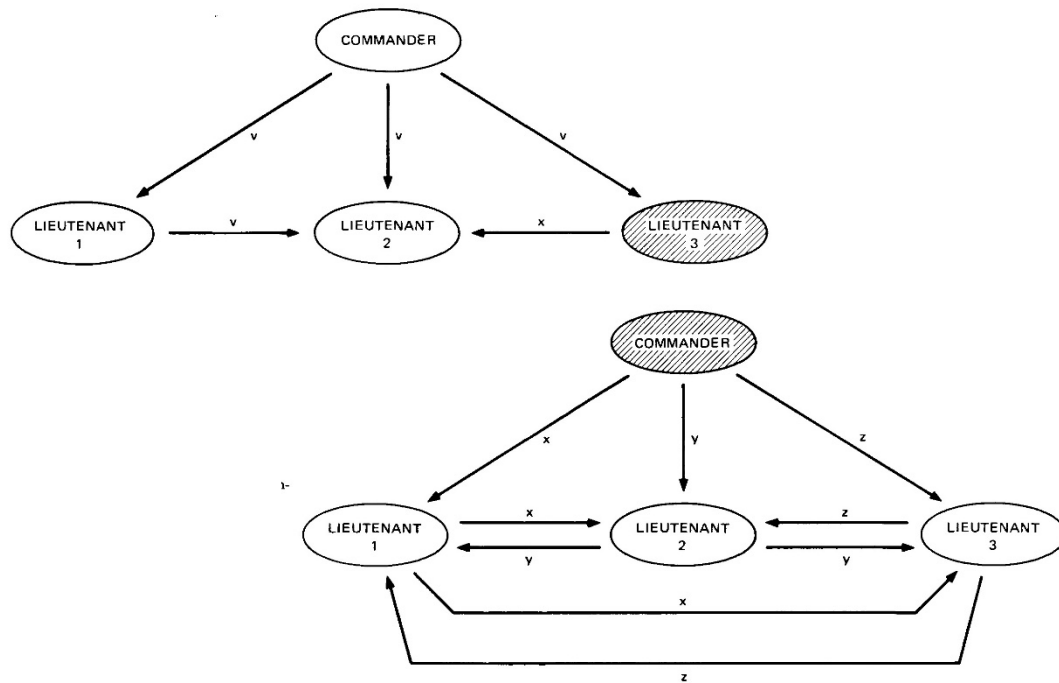 COMMANDER
v
v
v
LIEUTENANT
1
v
LIEUTENANT
2
x
LIEUTENANT
3
COMMANDER
x
y
z
LIEUTENANT
1
x
y
LIEUTENANT
2
z
y
LIEUTENANT
3
x
z